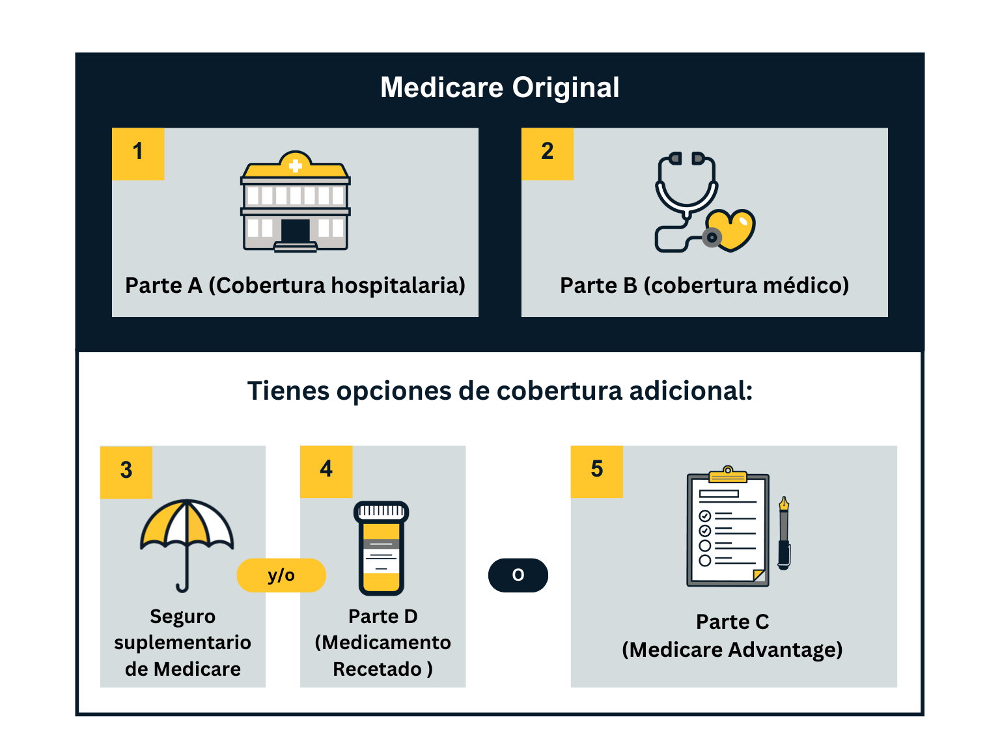 Medicare Original
1
Parte A (Cobertura hospitalaria)
2
Parte B (cobertura médico)
Tienes opciones de cobertura adicional:
3
Seguro
suplementario
de Medicare
y/o
4
Parte D
(Medicamento
Recetado )
O
5
Parte C
(Medicare Advantage)